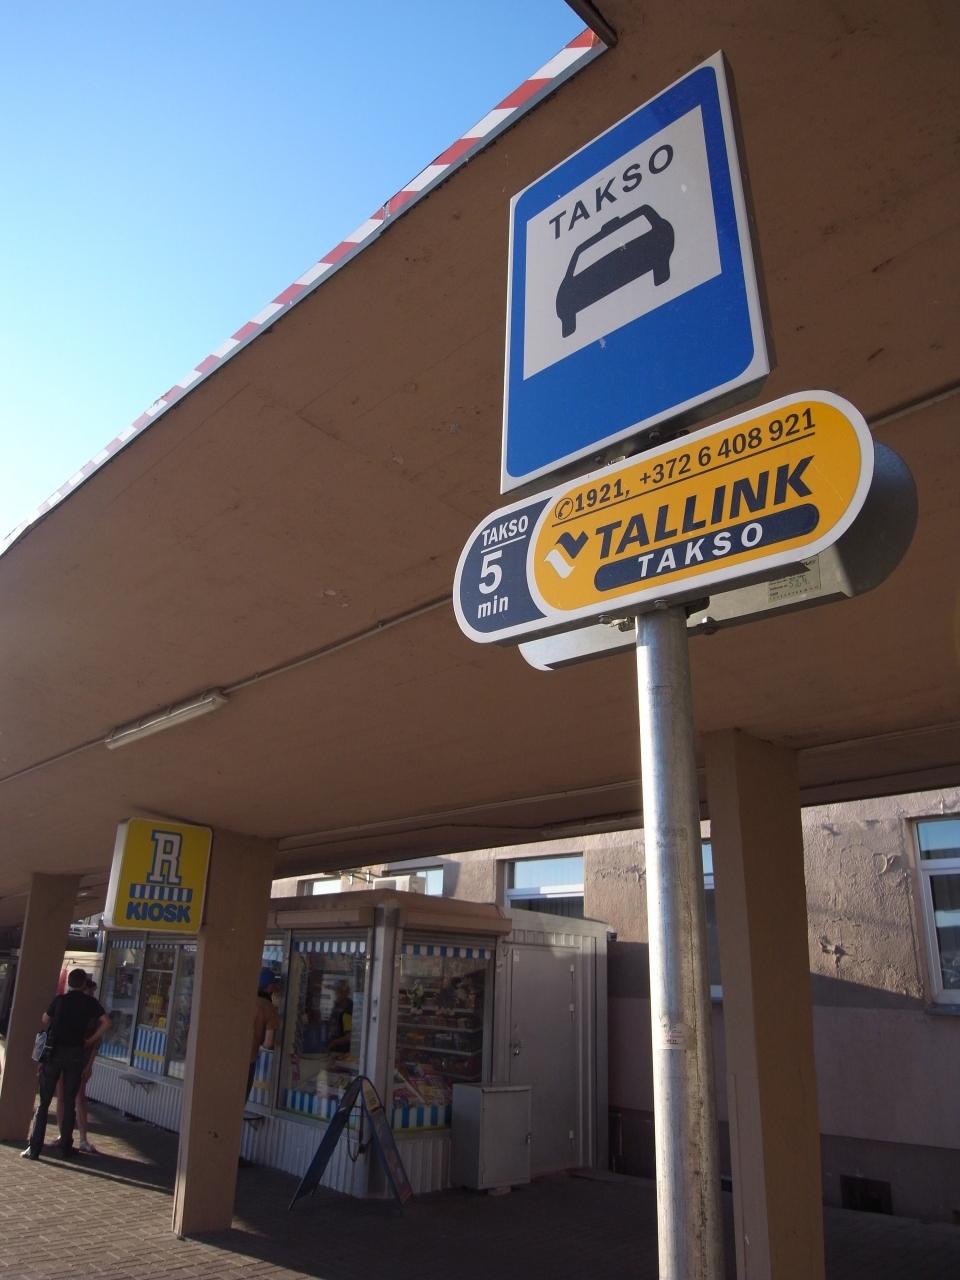 TAKSO
✆1921, +372 6 408 921
TALLINK
TAKSO
TAKSO
5
min
R
KIOSK